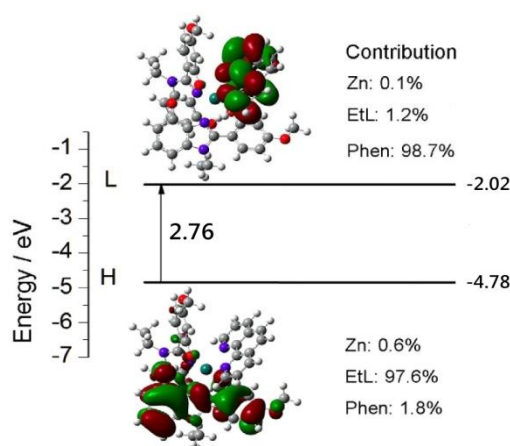 Contribution
Zn: 0.1%
EtL: 1.2%
Phen: 98.7%
-1
-2
-3
-4
-5
-6
-7
Energy / eV
L
-2.02
2.76
H
-4.78
Zn: 0.6%
EtL: 97.6%
Phen: 1.8%